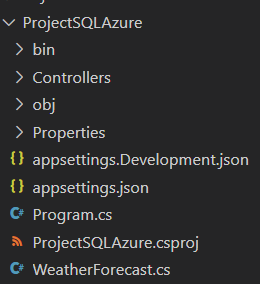 ProjectSQLAzure
bin
Controllers
obj
Properties
{} appsettings.Development.json
{} appsettings.json
C# Program.cs
ProjectSQLAzure.csproj
C# WeatherForecast.cs